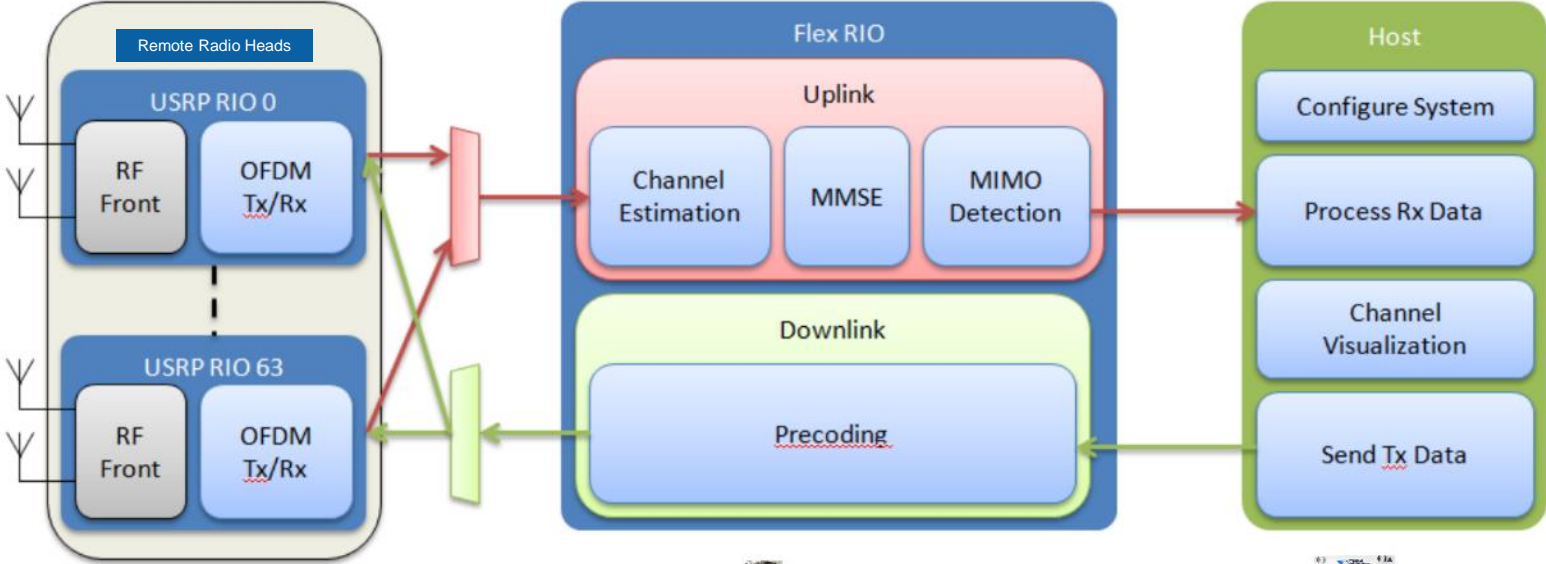 Remote Radio Heads
USRP RIO 0
RF
Front
OFDM
Tx/Rx
USRP RIO 63
RF
Front
OFDM
Tx/Rx
Flex RIO
Uplink
Channel
Estimation
MMSE
MIMO
Detection
Downlink
Precoding
Host
Configure System
Process Rx Data
Channel
Visualization
Send Tx Data